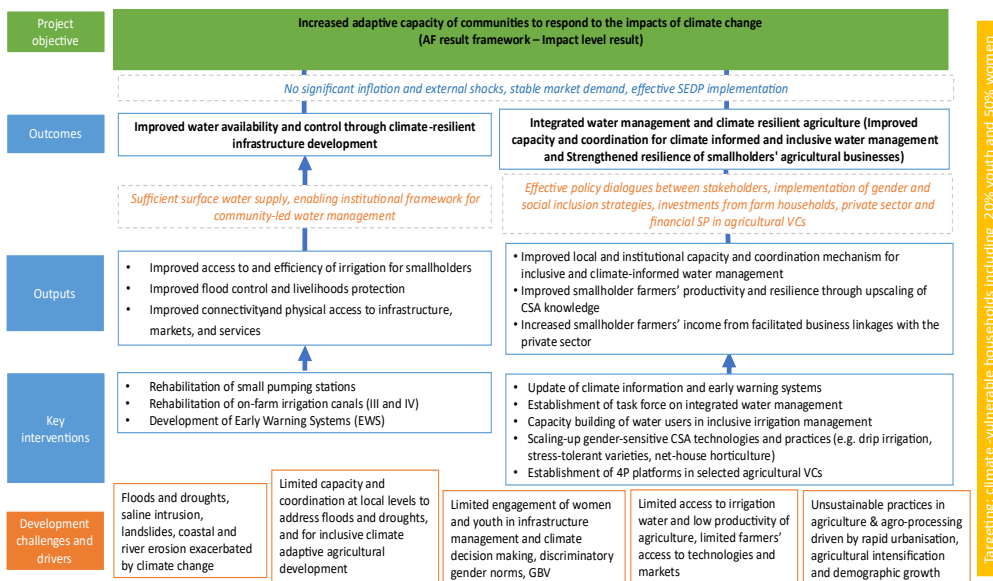 Project
objective
Increased adaptive capacity of communities to respond to the impacts of climate change
(AF result framework – Impact level result)
No significant inflation and external shocks, stable market demand, effective SEDP implementation
Outcomes
Improved water availability and control through climate-resilient
infrastructure development
Integrated water management and climate resilient agriculture (Improved
capacity and coordination for climate informed and inclusive water management
and Strengthened resilience of smallholders' agricultural businesses)
Sufficient surface water supply, enabling institutional framework for
community-led water management
Effective policy dialogues between stakeholders, implementation of gender and
social inclusion strategies, investments from farm households, private sector and
financial SP in agricultural VCs
Outputs
• Improved access to and efficiency of irrigation for smallholders
• Improved flood control and livelihoods protection
• Improved connectivityand physical access to infrastructure,
markets, and services
• Improved local and institutional capacity and coordination mechanism for
inclusive and climate-informed water management
• Improved smallholder farmers' productivity and resilience through upscaling of
CSA knowledge
• Increased smallholder farmers' income from facilitated business linkages with the
private sector
Key
interventions
• Rehabilitation of small pumping stations
• Rehabilitation of on-farm irrigation canals (III and IV)
• Development of Early Warning Systems (EWS)
• Update of climate information and early warning systems
• Establishment of task force on integrated water management
• Capacity building of water users in inclusive irrigation management
• Scaling-up gender-sensitive CSA technologies and practices (e.g. drip irrigation,
stress-tolerant varieties, net-house horticulture)
• Establishment of 4P platforms in selected agricultural VCs
Development
challenges and
drivers
Floods and droughts,
saline intrusion,
landslides, coastal and
river erosion exacerbated
by climate change
Limited capacity and
coordination at local levels to
address floods and droughts,
and for inclusive climate
adaptive agricultural
development
Limited engagement of women
and youth in infrastructure
management and climate
decision making, discriminatory
gender norms, GBV
Limited access to irrigation
water and low productivity of
agriculture, limited farmers'
access to technologies and
markets
Unsustainable practices in
agriculture & agro-processing
driven by rapid urbanisation,
agricultural intensification
and demographic growth
Targeting: climate-vulnerable households including 20% youth and 50% women